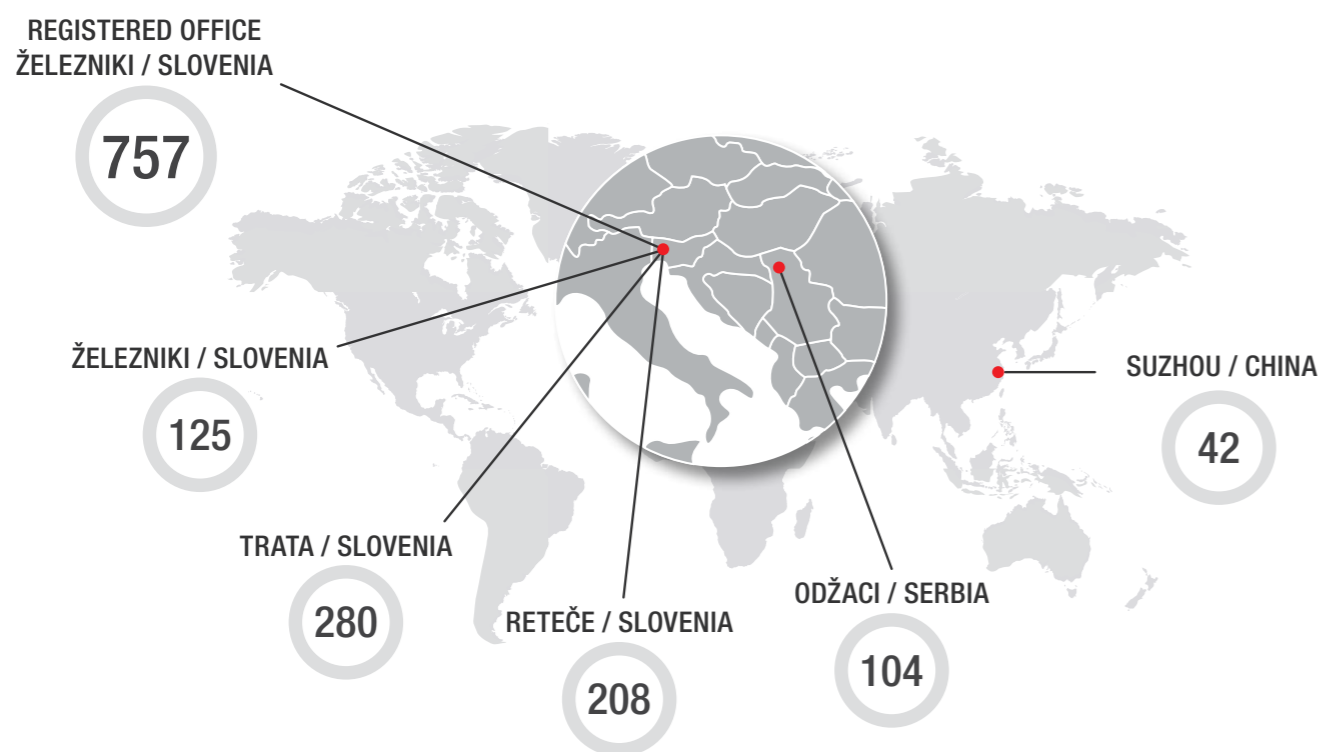 REGISTERED OFFICE
ŽELEZNIKI / SLOVENIA
757
ŽELEZNIKI / SLOVENIA
125
TRATA / SLOVENIA
280
RETEČE / SLOVENIA
208
ODŽACI / SERBIA
104
SUZHOU / CHINA
42